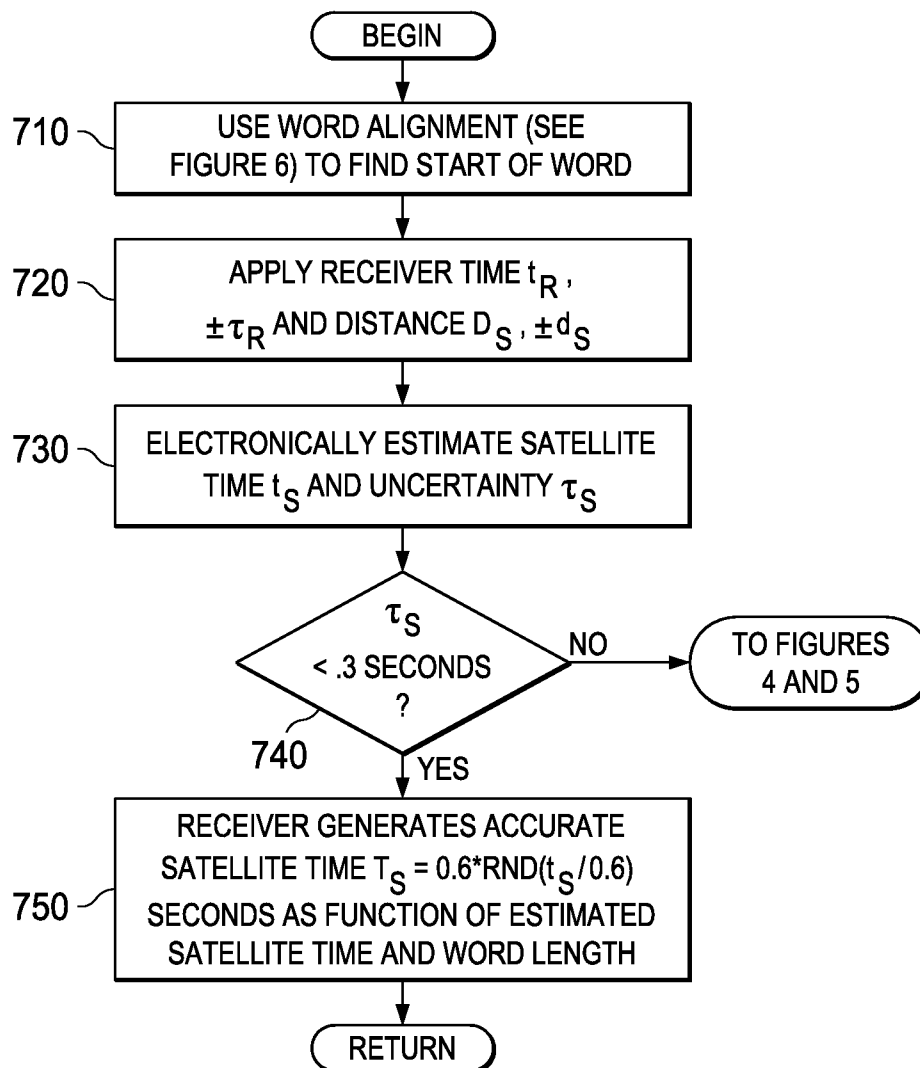 BEGIN
710
USE WORD ALIGNMENT (SEE
FIGURE 6) TO FIND START OF WORD
720
APPLY RECEIVER TIME t_R ,
±τ_R AND DISTANCE D_S , ±d_S
730
ELECTRONICALLY ESTIMATE SATELLITE
TIME t_S AND UNCERTAINTY τ_S
τ_S
< .3 SECONDS
?
740
NO
TO FIGURES
4 AND 5
YES
750
RECEIVER GENERATES ACCURATE
SATELLITE TIME T_S = 0.6*RND(t_S/0.6)
SECONDS AS FUNCTION OF ESTIMATED
SATELLITE TIME AND WORD LENGTH
RETURN